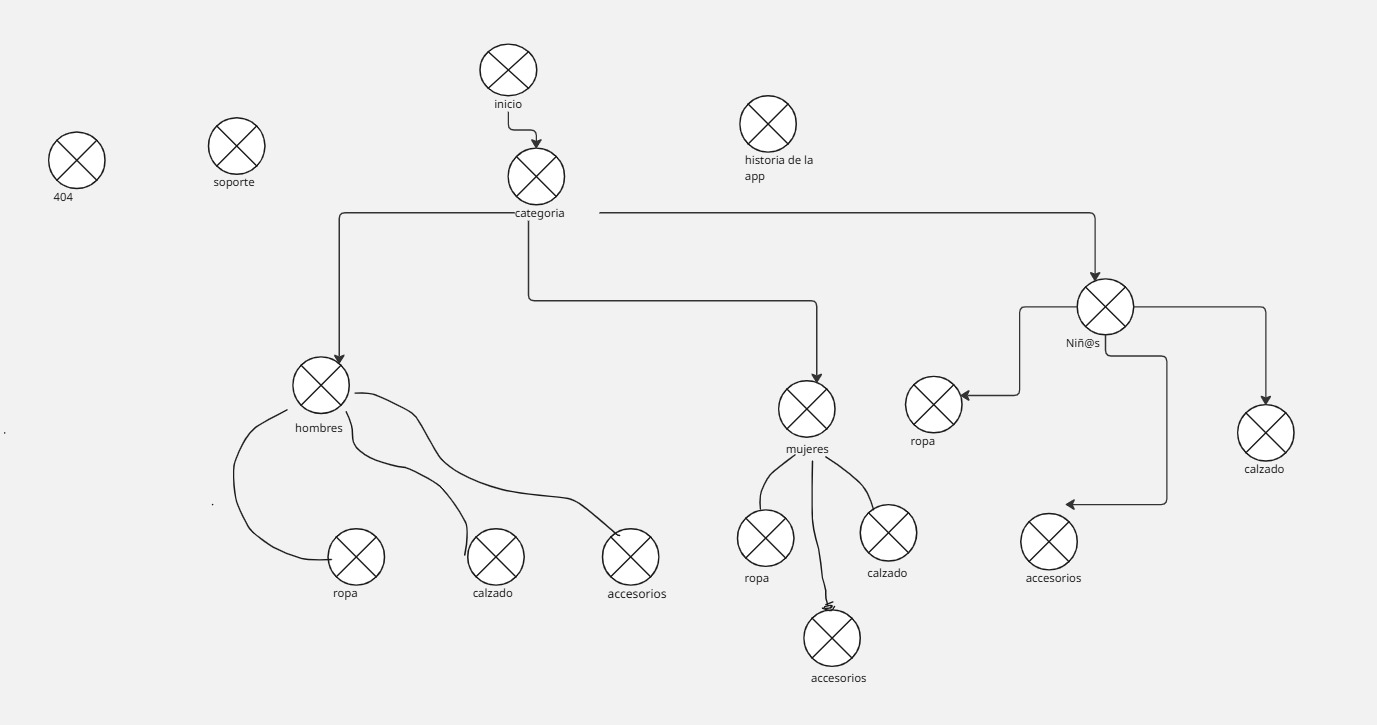 inicio
historia de la
app
soporte
404
categoria
Niñ@s
hombres
mujeres
ropa
calzado
ropa
calzado
accesorios
ropa
calzado
accesorios
accesorios